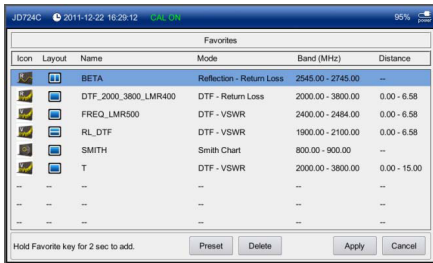 JD724C 2011-12-22 16:29:12 CAL ON 95% power
Favorites
Icon Layout Name Mode Band (MHz) Distance
BETA Reflection - Return Loss 2545.00 - 2745.00 --
DTF_2000_3800_LMR400 DTF - Return Loss 2000.00 - 3800.00 0.00 - 6.58
FREQ_LMR500 DTF - VSWR 2400.00 - 2484.00 0.00 - 6.58
RL_DTF DTF - VSWR 1900.00 - 2100.00 0.00 - 6.58
SMITH Smith Chart 800.00 - 900.00 --
T DTF - VSWR 2000.00 - 3800.00 0.00 - 15.00
-- -- -- -- -- --
-- -- -- -- -- --
-- -- -- -- -- --
Hold Favorite key for 2 sec to add. Preset Delete Apply Cancel